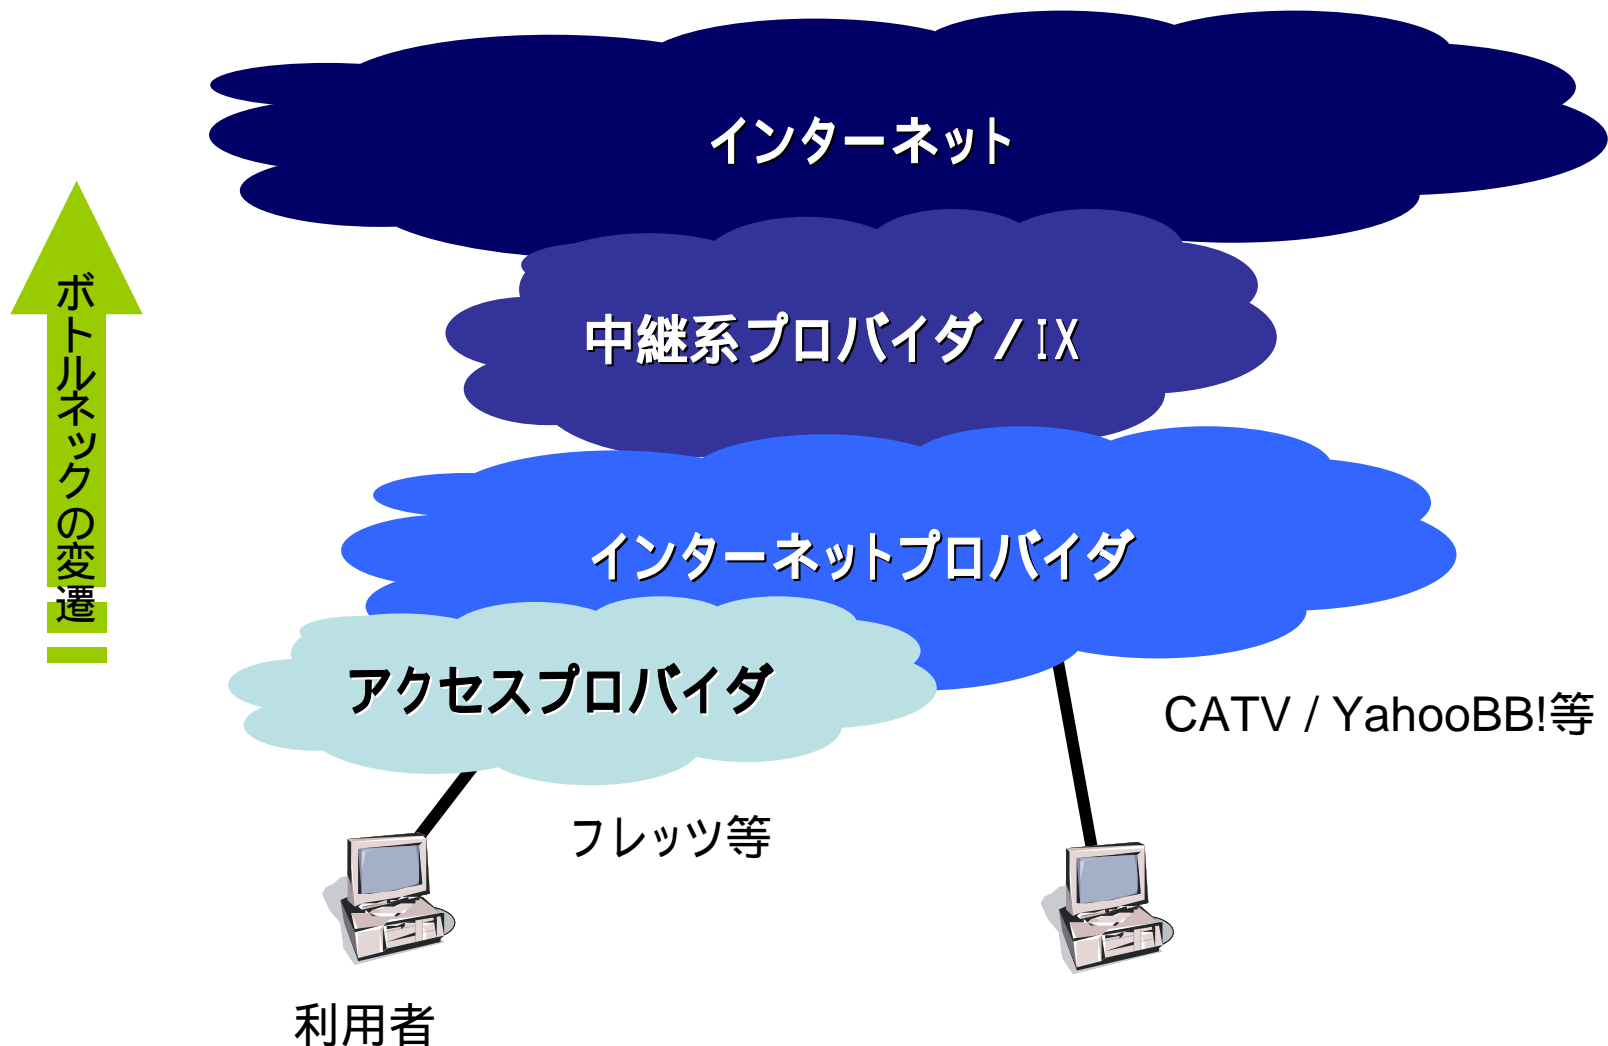 インターネット
中継系プロバイダ／IX
ボトルネックの変遷
インターネットプロバイダ
アクセスプロバイダ
CATV / YahooBB!等
フレッツ等
利用者